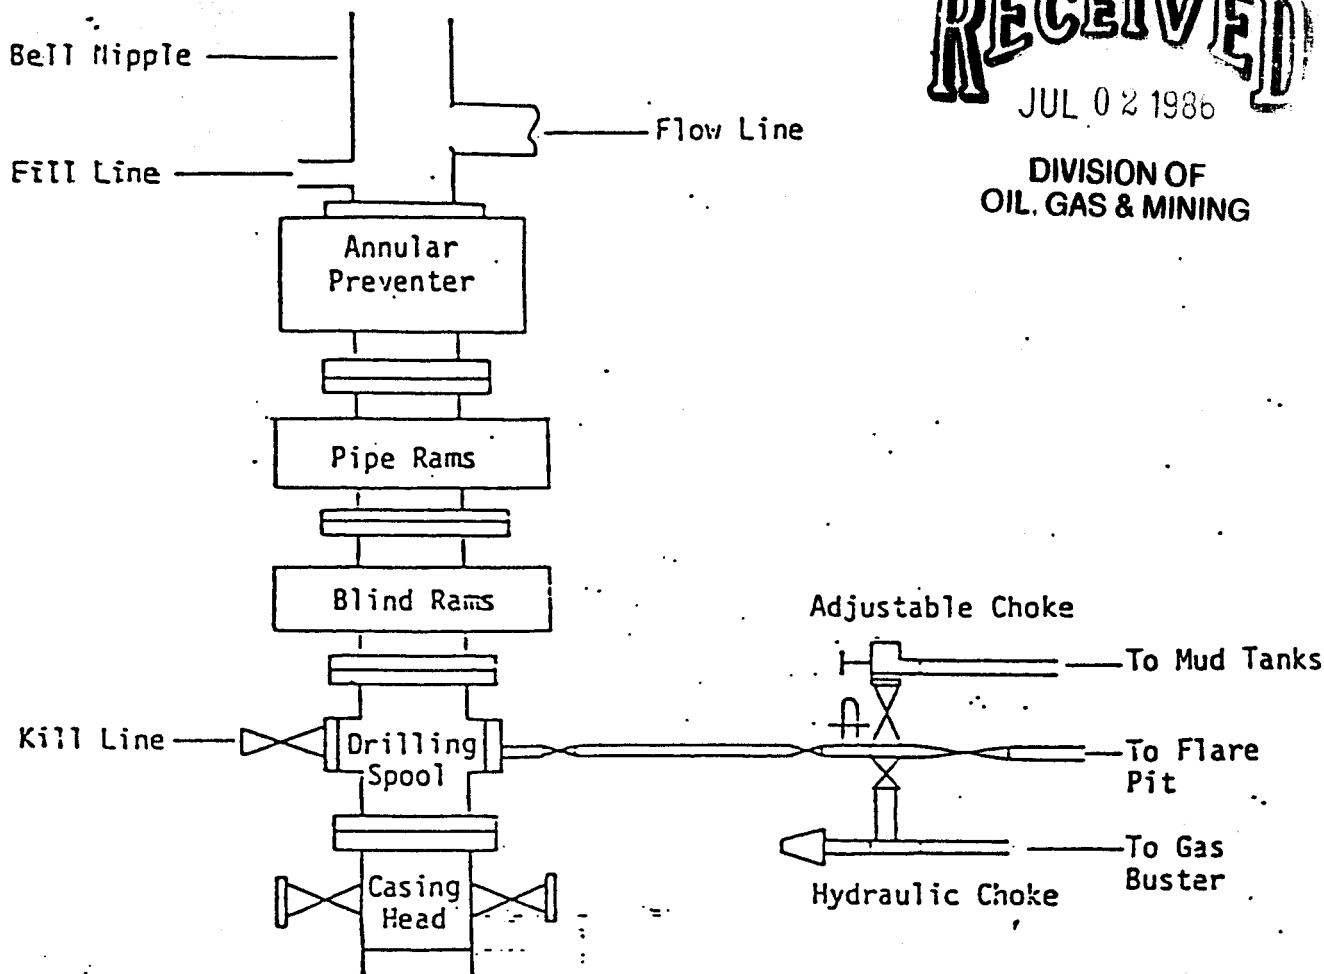 RECEIVED
JUL 02 1986
DIVISION OF
OIL, GAS & MINING
Bell Nipple
Flow Line
Fill Line
Annular
Preventer
Pipe Rams
Blind Rams
Adjustable Choke
To Mud Tanks
Kill Line
Drilling
Spool
To Flare
Pit
To Gas
Buster
Casing
Head
Hydraulic Choke